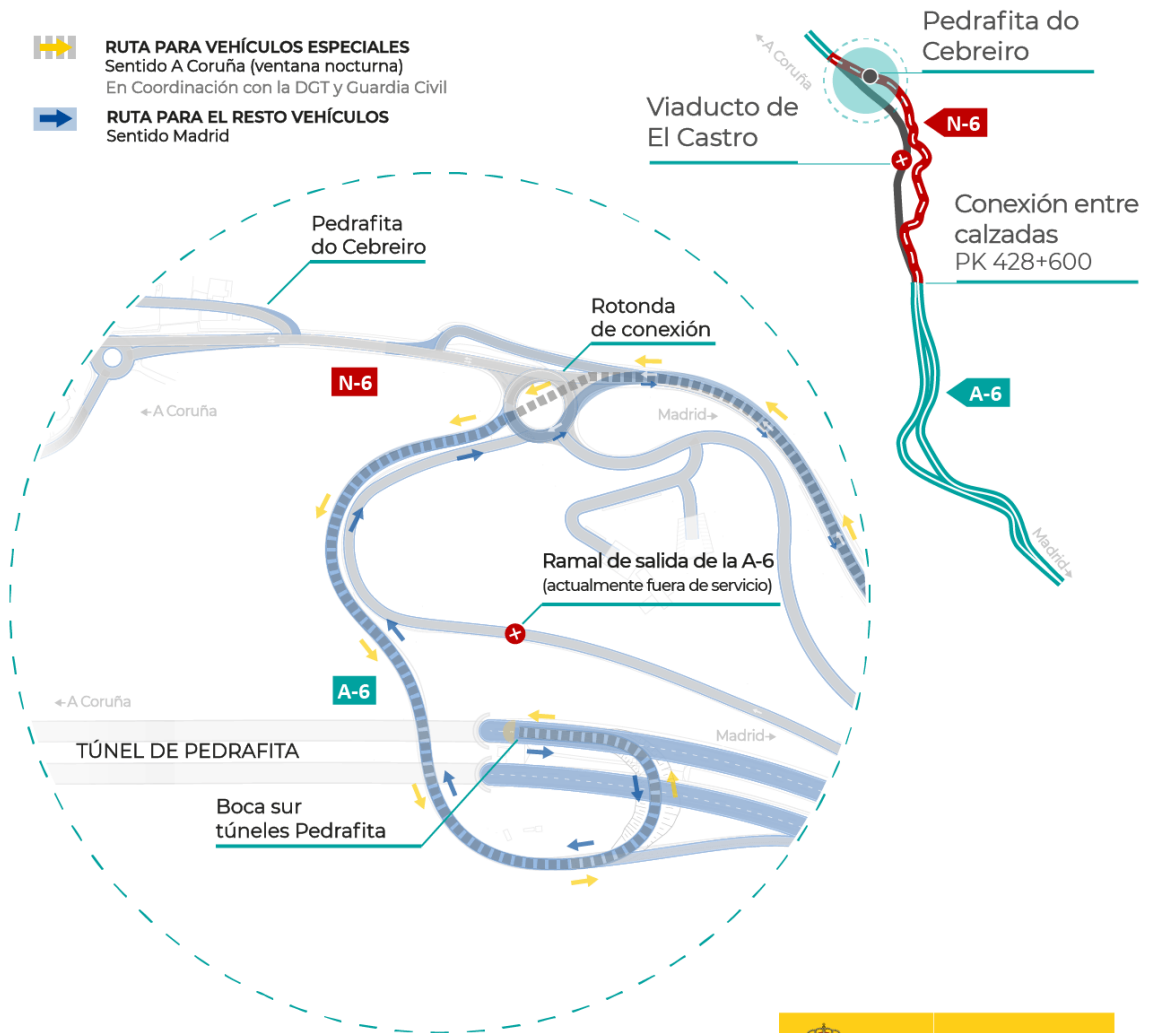 RUTA PARA VEHÍCULOS ESPECIALES
Sentido A Coruña (ventana nocturna)
En Coordinación con la DGT y Guardia Civil
RUTA PARA EL RESTO VEHÍCULOS
Sentido Madrid
Pedrafita do
Cebreiro
←A Coruña
Viaducto de
El Castro
N-6
Conexión entre
calzadas
PK 428+600
A-6
Madrid→
Pedrafita
do Cebreiro
Rotonda
de conexión
N-6
←A Coruña
Madrid→
Ramal de salida de la A-6
(actualmente fuera de servicio)
A-6
←A Coruña
Madrid→
TÚNEL DE PEDRAFITA
Boca sur
túneles Pedrafita